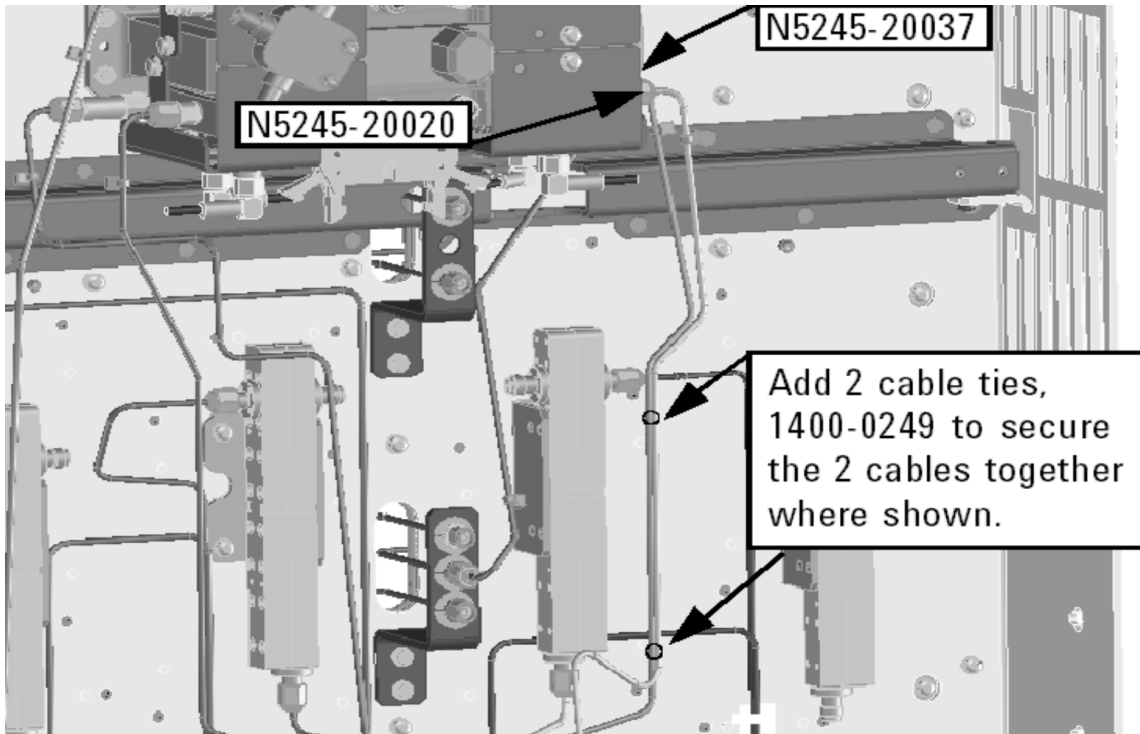 N5245-20037
N5245-20020
Add 2 cable ties,
1400-0249 to secure
the 2 cables together
where shown.